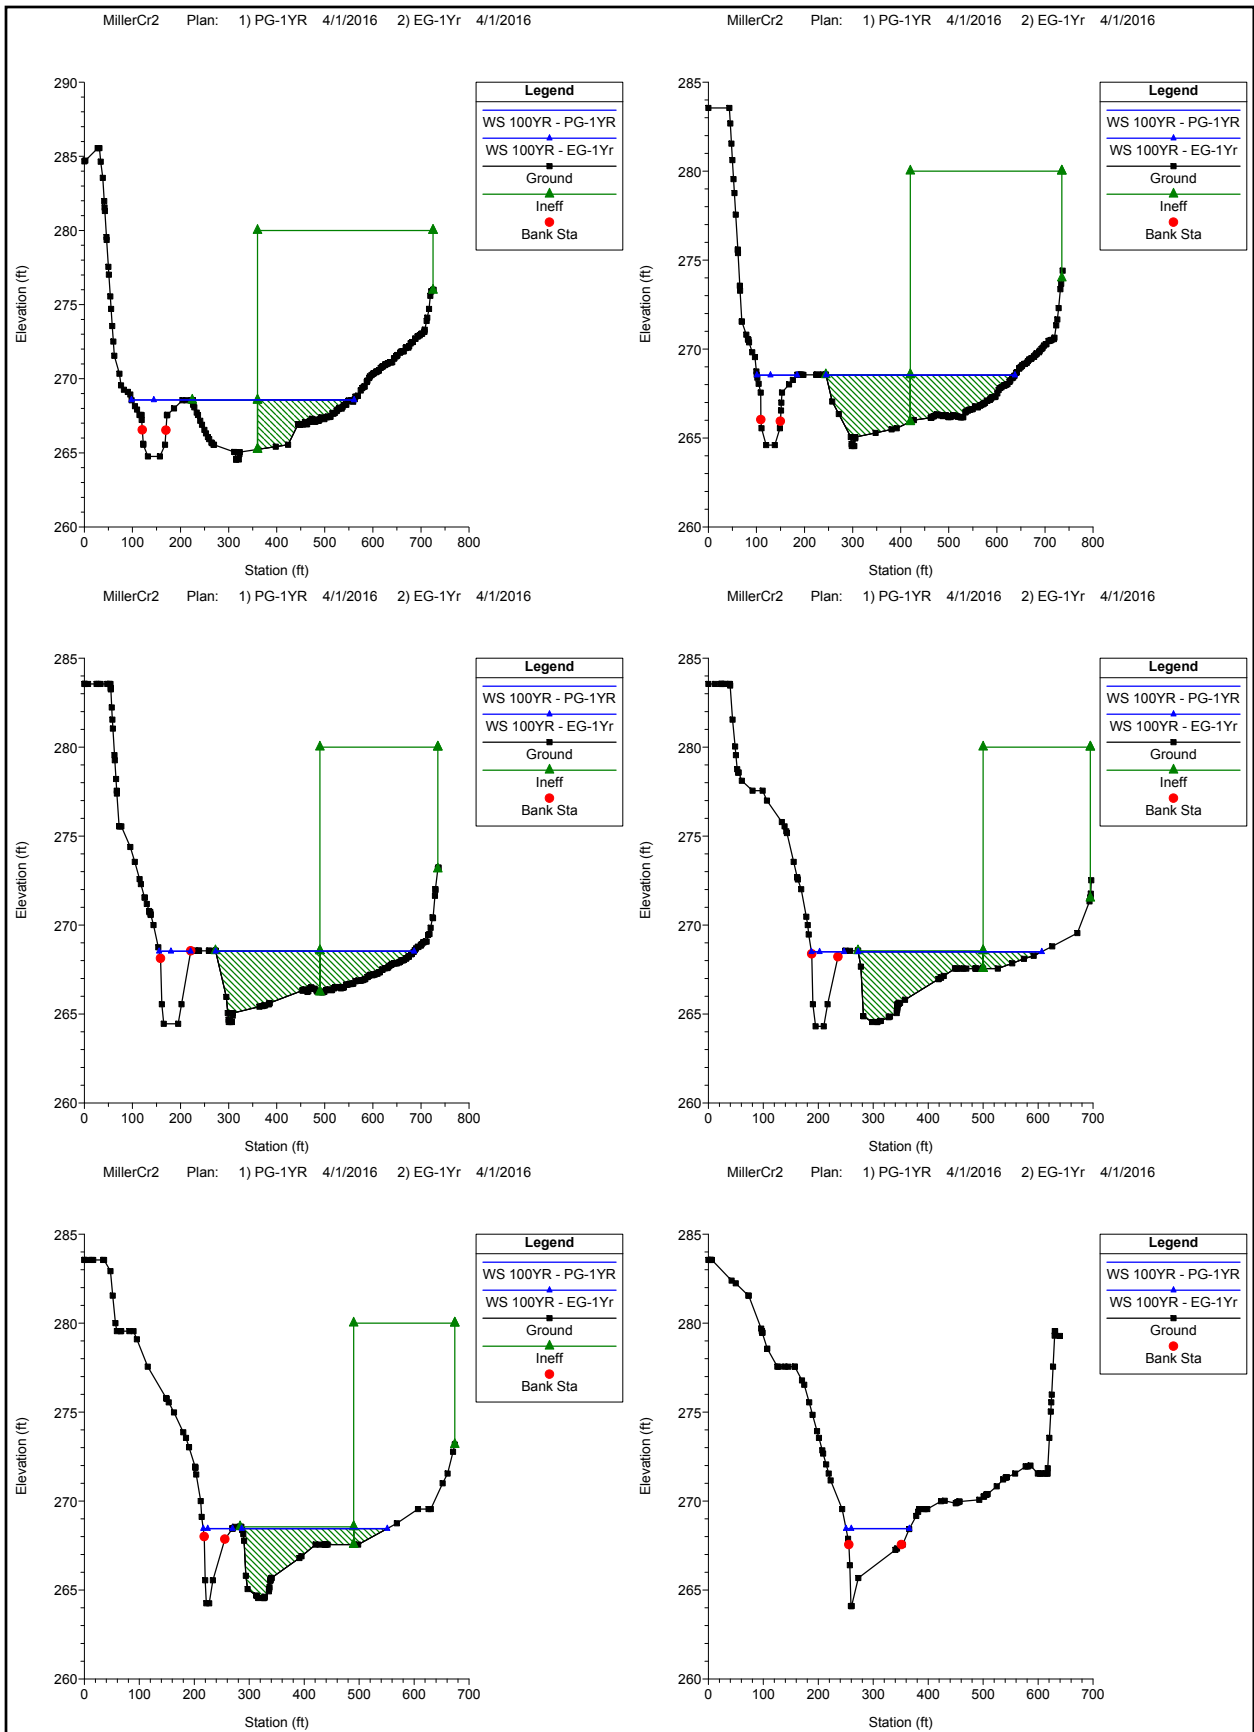 MillerCr2 Plan: 1) PG-1YR 4/1/2016 2) EG-1Yr 4/1/2016
290
285
280
275
270
265
260
0 100 200 300 400 500 600 700 800
Elevation (ft)
Station (ft)
Legend
WS 100YR - PG-1YR
WS 100YR - EG-1Yr
Ground
Ineff
Bank Sta
MillerCr2 Plan: 1) PG-1YR 4/1/2016 2) EG-1Yr 4/1/2016
285
280
275
270
265
260
0 100 200 300 400 500 600 700 800
Elevation (ft)
Station (ft)
Legend
WS 100YR - PG-1YR
WS 100YR - EG-1Yr
Ground
Ineff
Bank Sta
MillerCr2 Plan: 1) PG-1YR 4/1/2016 2) EG-1Yr 4/1/2016
285
280
275
270
265
260
0 100 200 300 400 500 600 700 800
Elevation (ft)
Station (ft)
Legend
WS 100YR - PG-1YR
WS 100YR - EG-1Yr
Ground
Ineff
Bank Sta
MillerCr2 Plan: 1) PG-1YR 4/1/2016 2) EG-1Yr 4/1/2016
285
280
275
270
265
260
0 100 200 300 400 500 600 700
Elevation (ft)
Station (ft)
Legend
WS 100YR - PG-1YR
WS 100YR - EG-1Yr
Ground
Ineff
Bank Sta
MillerCr2 Plan: 1) PG-1YR 4/1/2016 2) EG-1Yr 4/1/2016
285
280
275
270
265
260
0 100 200 300 400 500 600 700
Elevation (ft)
Station (ft)
Legend
WS 100YR - PG-1YR
WS 100YR - EG-1Yr
Ground
Ineff
Bank Sta
MillerCr2 Plan: 1) PG-1YR 4/1/2016 2) EG-1Yr 4/1/2016
285
280
275
270
265
260
0 100 200 300 400 500 600 700
Elevation (ft)
Station (ft)
Legend
WS 100YR - PG-1YR
WS 100YR - EG-1Yr
Ground
Bank Sta